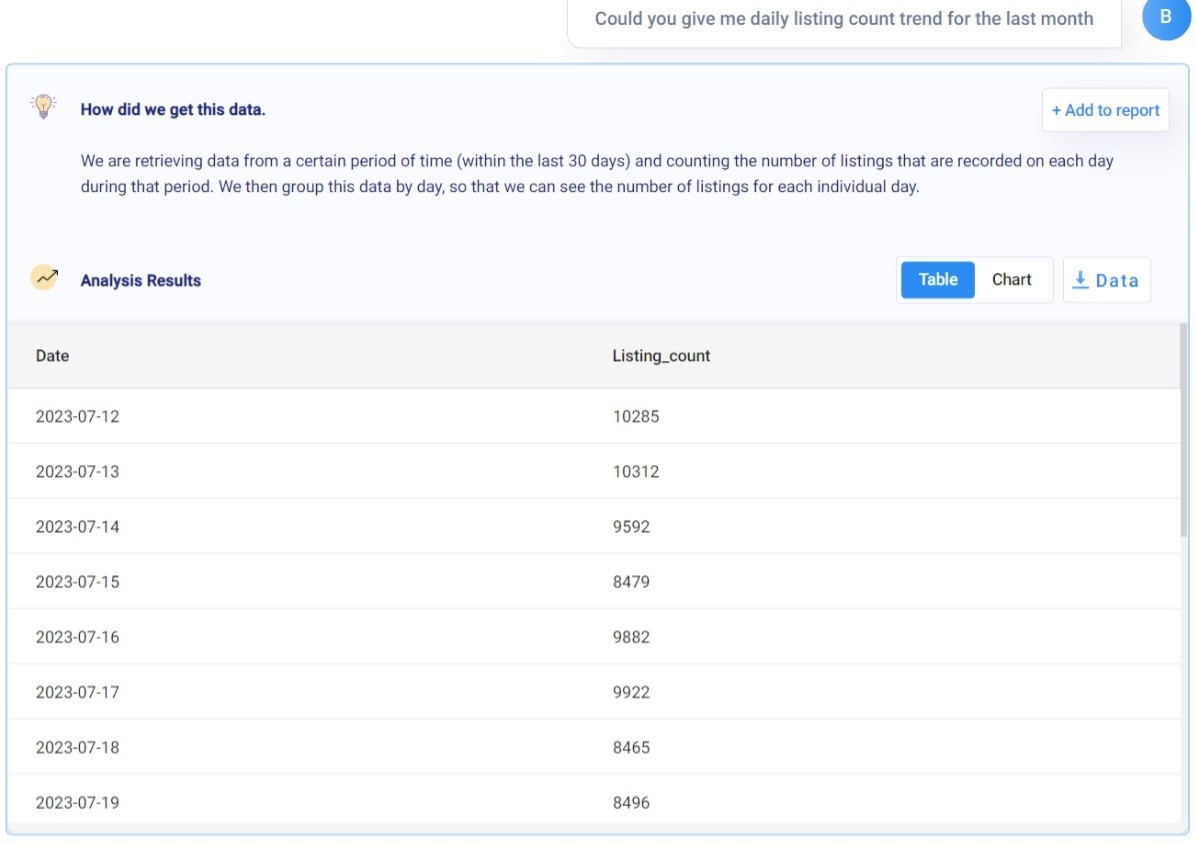 Could you give me daily listing count trend for the last month
B
How did we get this data.
+ Add to report
We are retrieving data from a certain period of time (within the last 30 days) and counting the number of listings that are recorded on each day
during that period. We then group this data by day, so that we can see the number of listings for each individual day.
Analysis Results
Table Chart Data
Date Listing_count
2023-07-12 10285
2023-07-13 10312
2023-07-14 9592
2023-07-15 8479
2023-07-16 9882
2023-07-17 9922
2023-07-18 8465
2023-07-19 8496